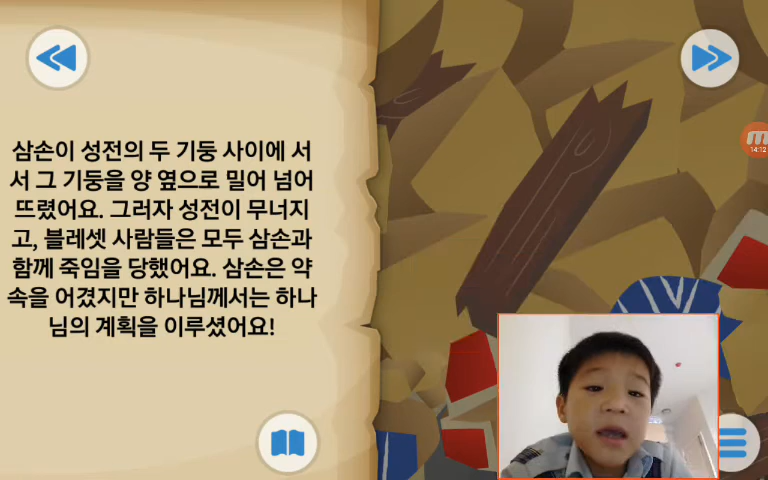 삼손이 성전의 두 기둥 사이에 서
서 그 기둥을 양 옆으로 밀어 넘어
뜨렸어요. 그러자 성전이 무너지
고, 블레셋 사람들은 모두 삼손과
함께 죽임을 당했어요. 삼손은 약
속을 어겼지만 하나님께서는 하나
님의 계획을 이루셨어요!
14:12